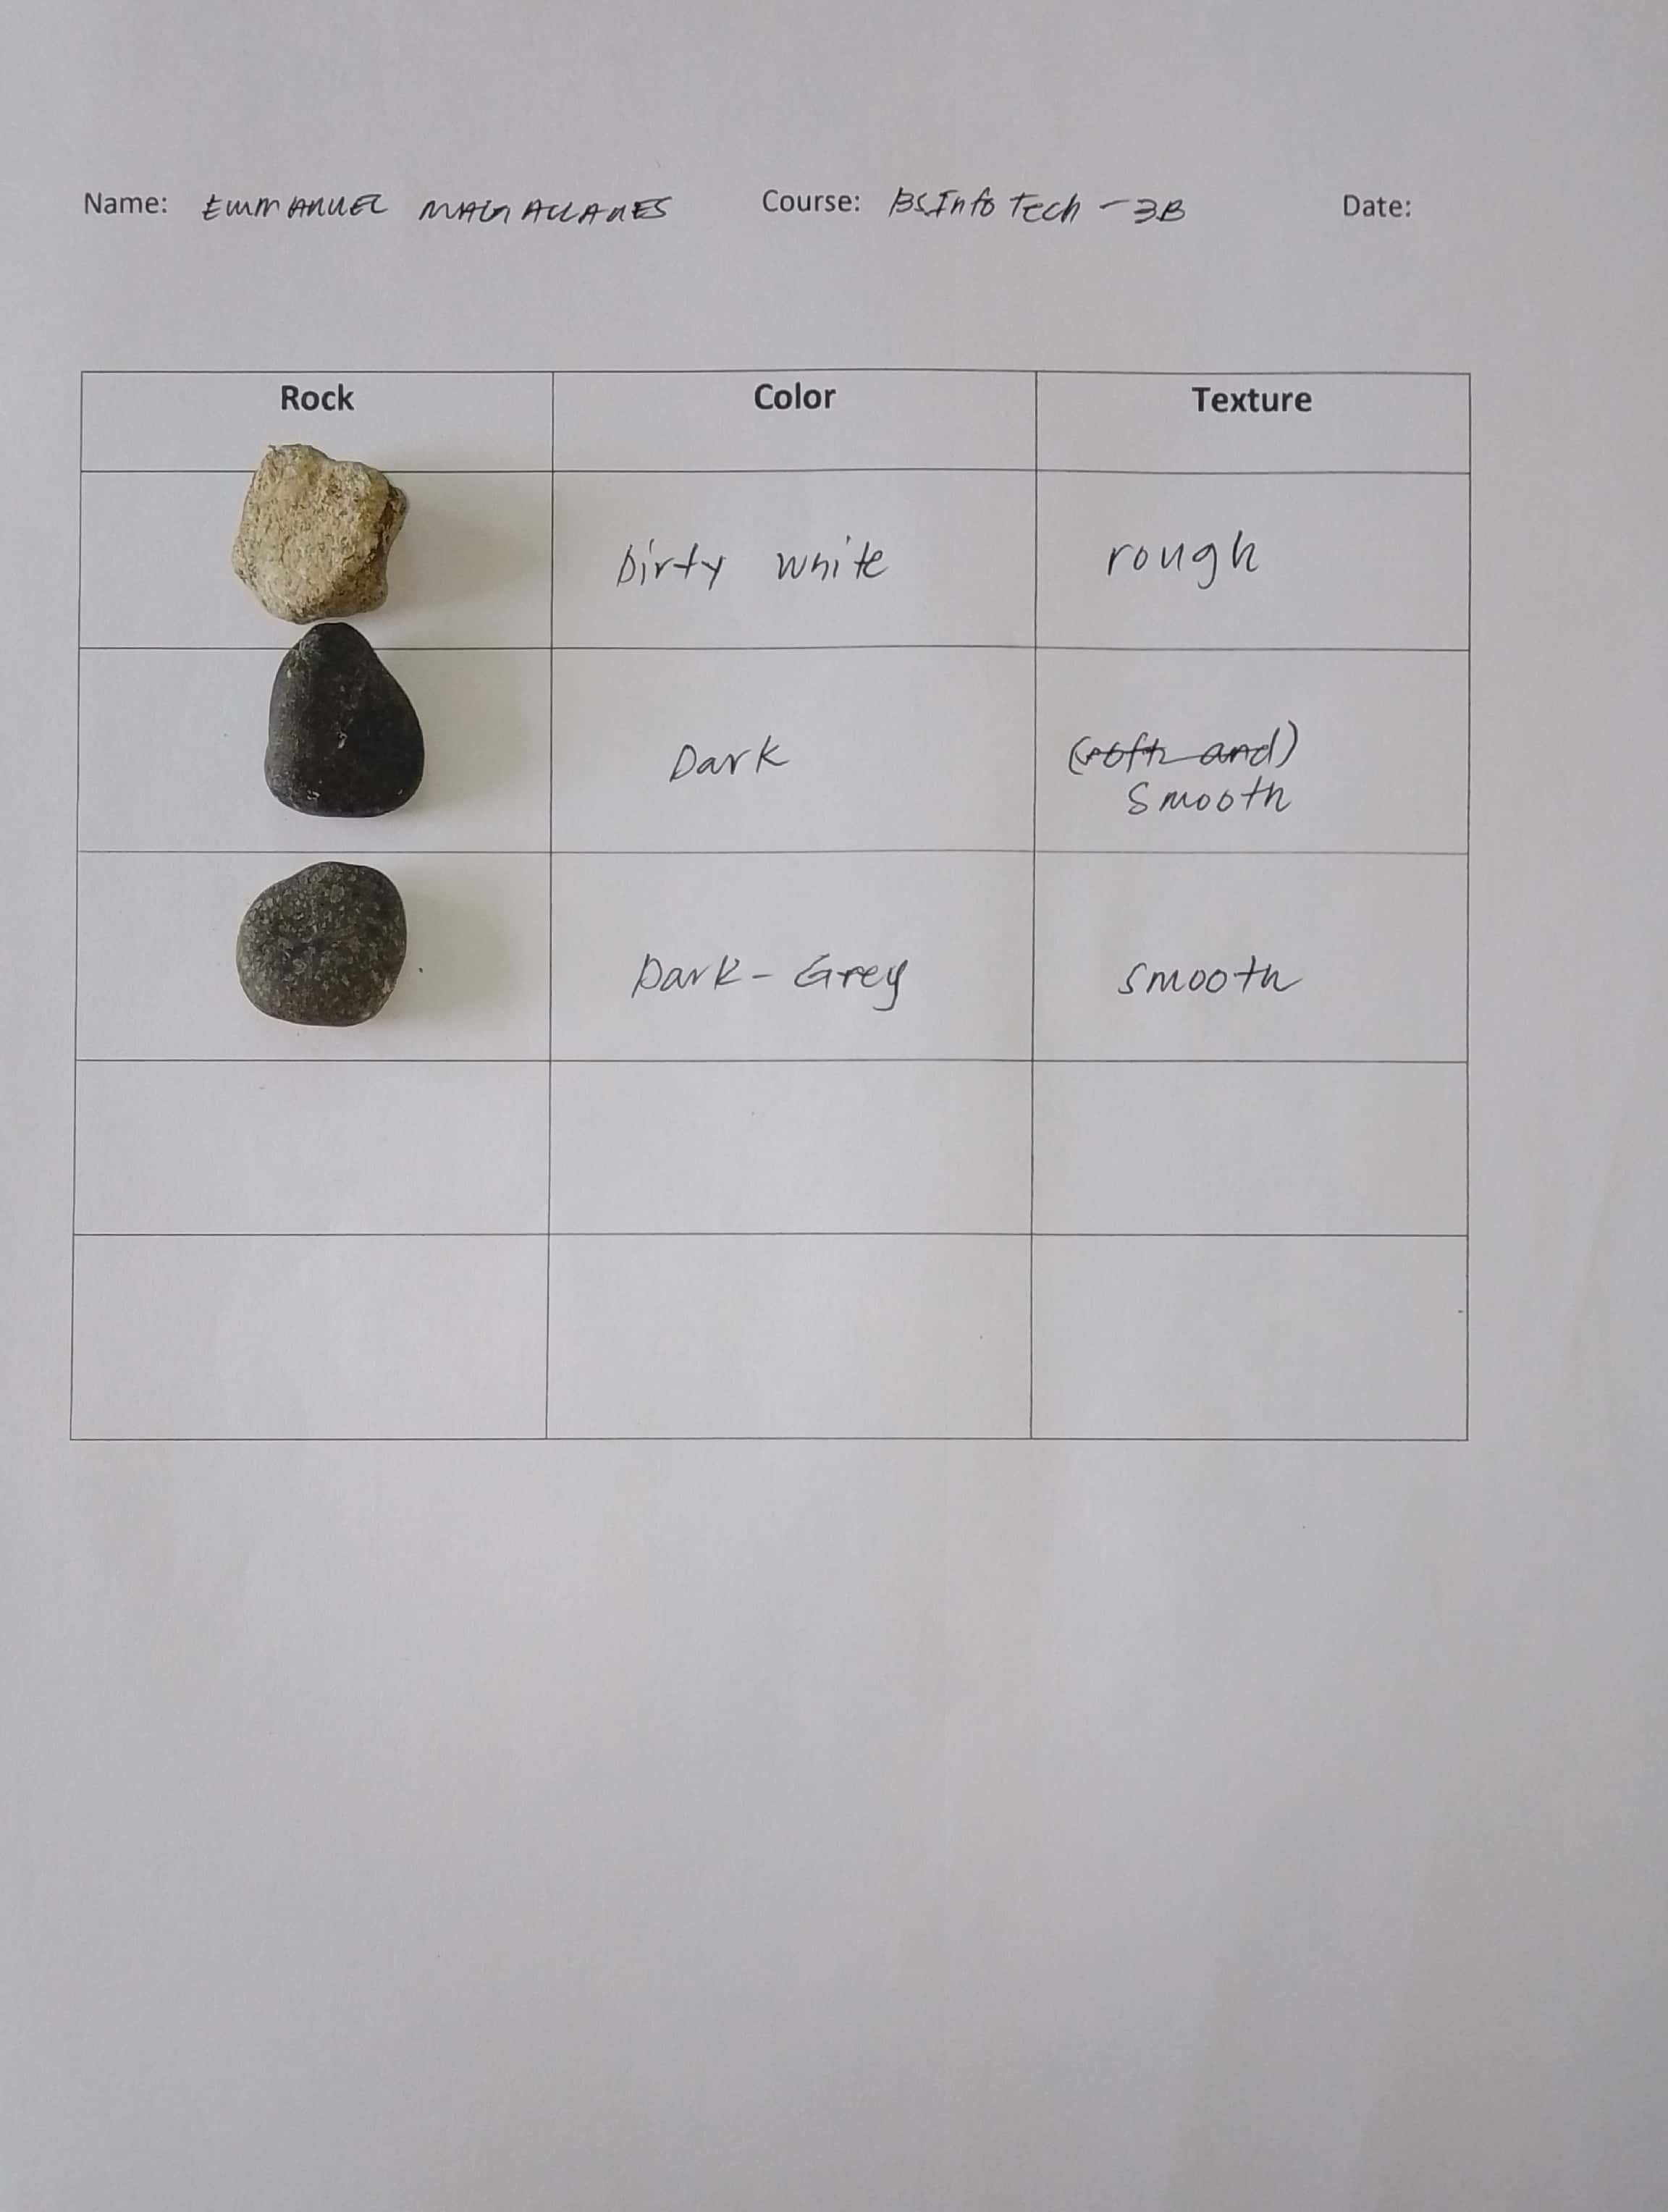 Name: EMMANUEL MAGALLANES Course: BSInfo Tech - 3B Date:
Rock Color Texture
Dirty white rough
Dark (soft and)
smooth
Dark - Grey smooth